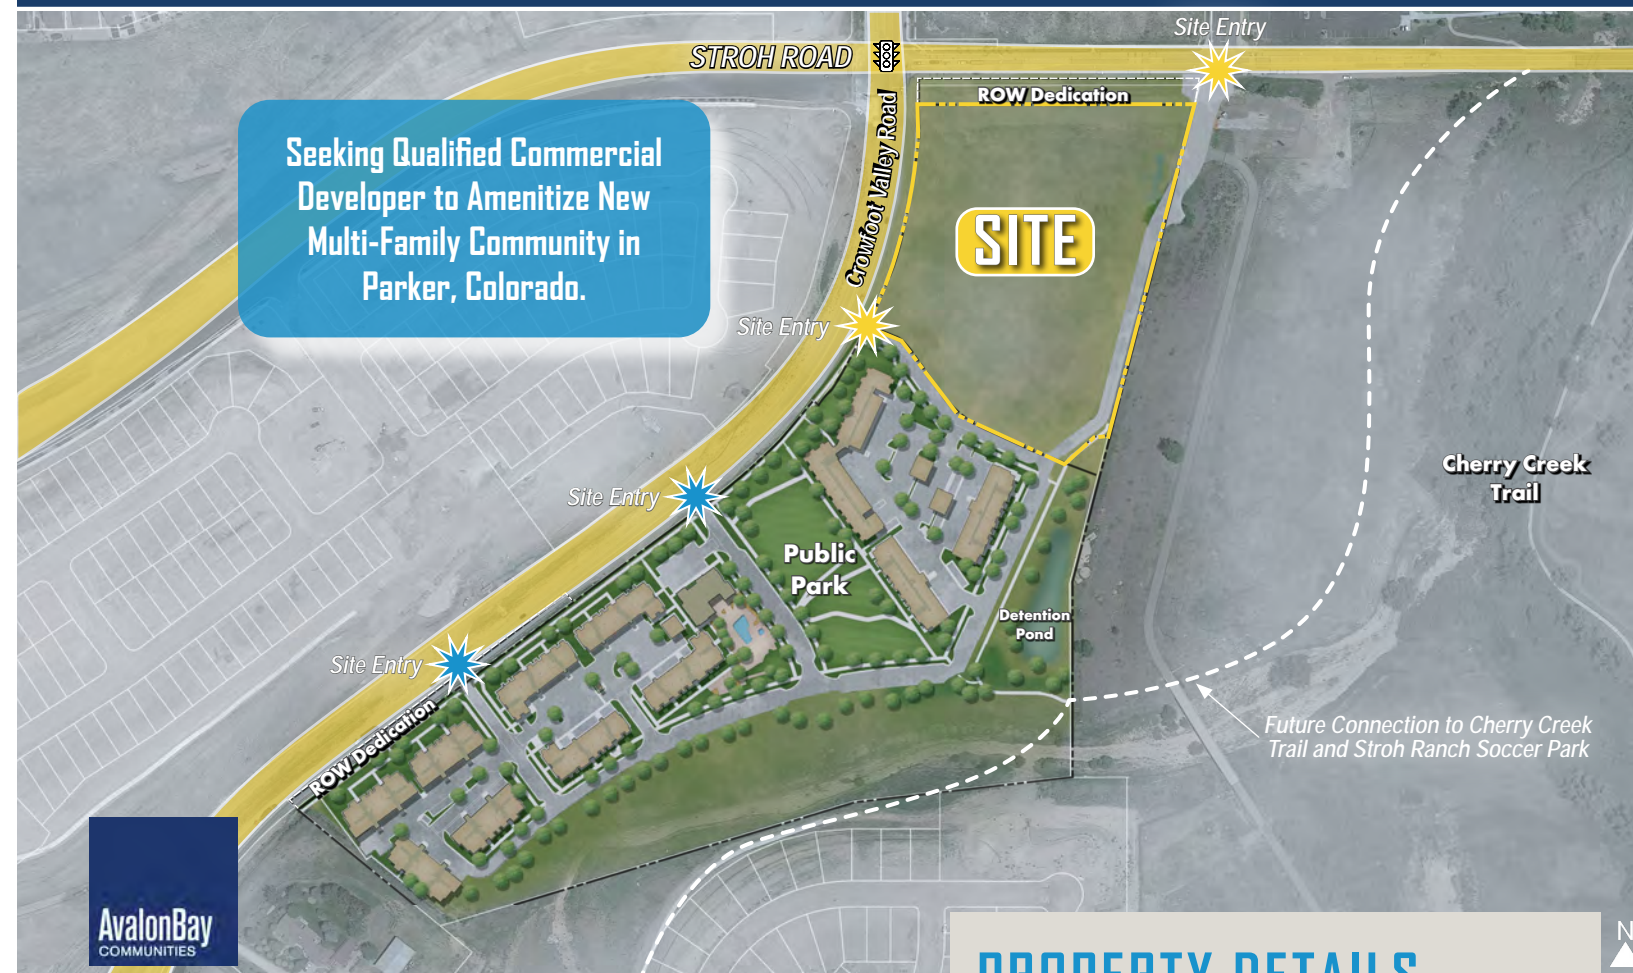 Site Entry
STROH ROAD
ROW Dedication
Seeking Qualified Commercial
Developer to Amenitize New
Multi-Family Community in
Parker, Colorado.
Crowfoot Valley Road
SITE
Site Entry
Cherry Creek
Trail
Site Entry
Public
Park
Detention
Pond
Site Entry
ROW Dedication
Future Connection to Cherry Creek
Trail and Stroh Ranch Soccer Park
AvalonBay
COMMUNITIES
PROPERTY DETAILS
N